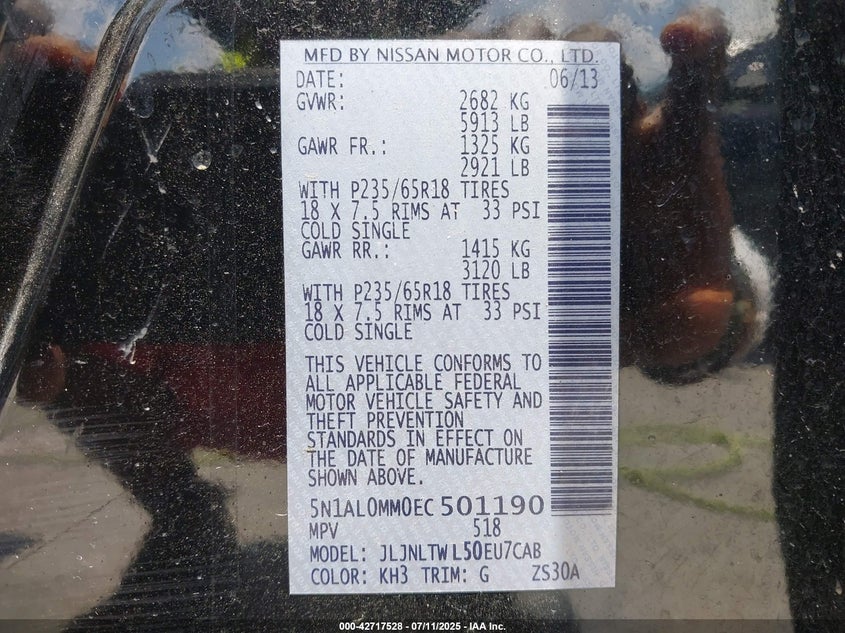 MFD BY NISSAN MOTOR CO., LTD.
DATE: 06/13
GVWR: 2682 KG
5913 LB
GAWR FR.: 1325 KG
2921 LB
WITH P235/65R18 TIRES
18 X 7.5 RIMS AT 33 PSI
COLD SINGLE
GAWR RR.: 1415 KG
3120 LB
WITH P235/65R18 TIRES
18 X 7.5 RIMS AT 33 PSI
COLD SINGLE
THIS VEHICLE CONFORMS TO
ALL APPLICABLE FEDERAL
MOTOR VEHICLE SAFETY AND
THEFT PREVENTION
STANDARDS IN EFFECT ON
THE DATE OF MANUFACTURE
SHOWN ABOVE.
5N1AL0MM0EC501190
MPV 518
MODEL: JLJNLTWL50EU7CAB
COLOR: KH3 TRIM: G ZS30A
000-42717528 - 07/11/2025 - IAA Inc.